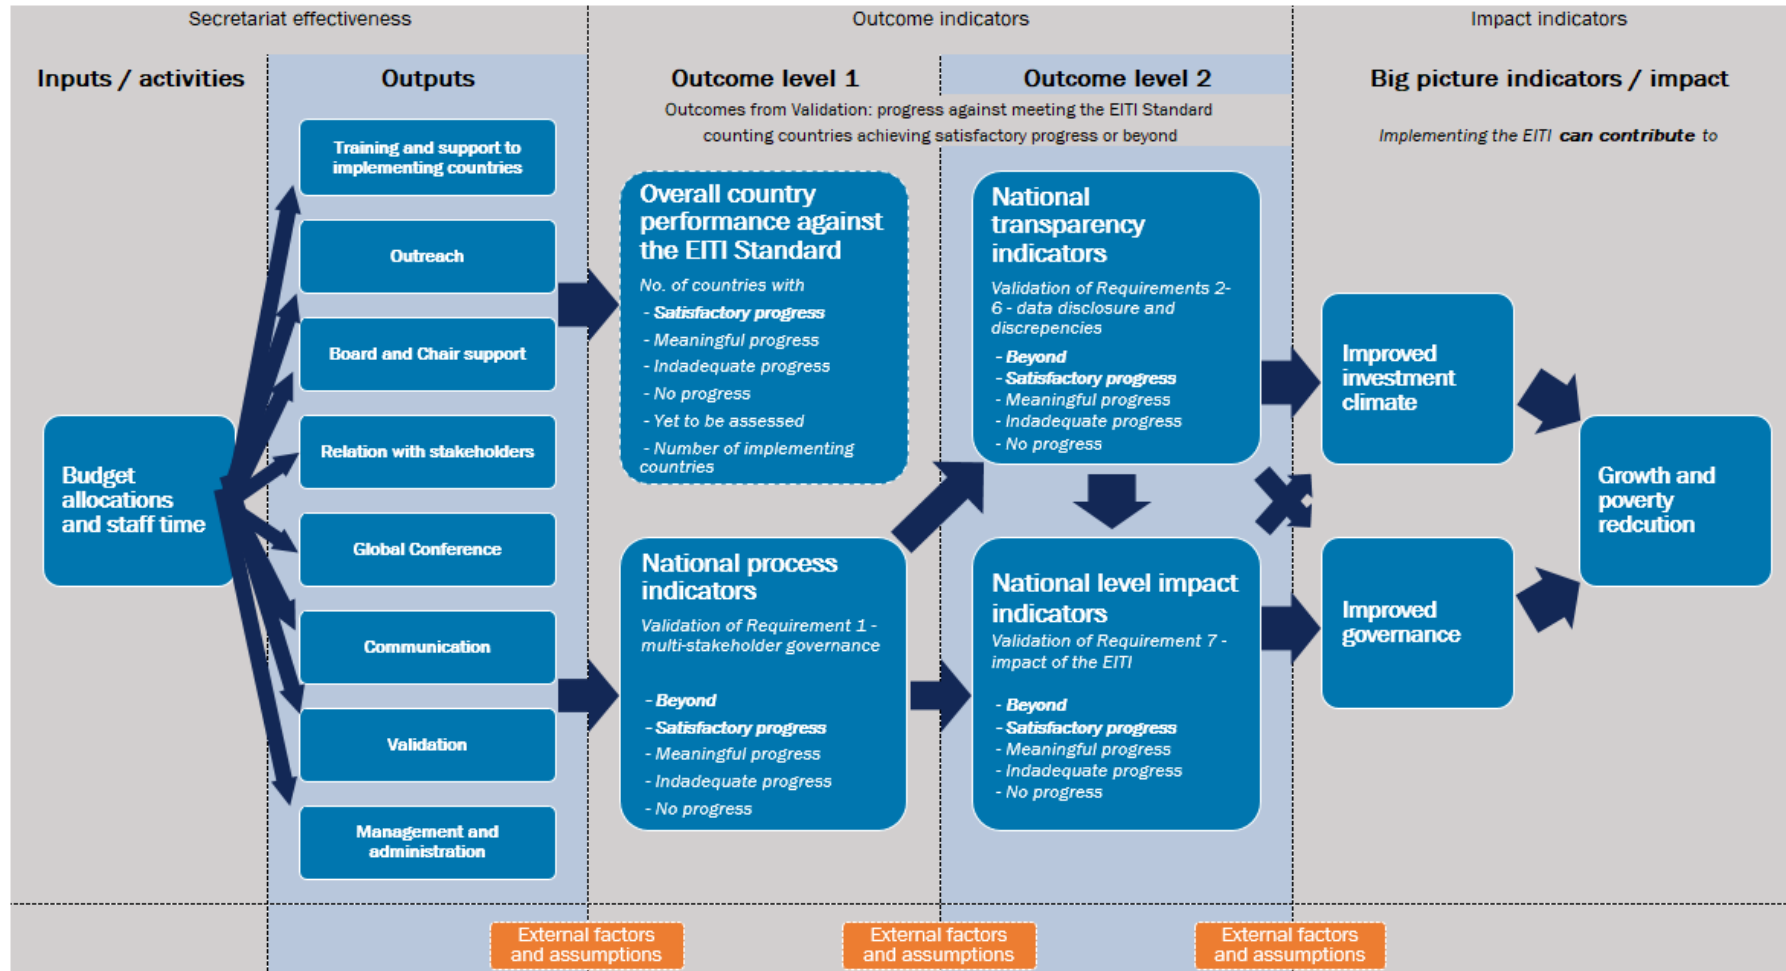 Secretariat effectiveness
Outcome indicators
Impact indicators
Inputs / activities
Outputs
Outcome level 1
Outcome level 2
Big picture indicators / impact
Outcomes from Validation: progress against meeting the EITI Standard
counting countries achieving satisfactory progress or beyond
Implementing the EITI can contribute to
Budget
allocations
and staff time
Training and support to
implementing countries
Outreach
Board and Chair support
Relation with stakeholders
Global Conference
Communication
Validation
Management and
administration
Overall country
performance against
the EITI Standard
No. of countries with
- Satisfactory progress
- Meaningful progress
- Indadequate progress
- No progress
- Yet to be assessed
- Number of implementing
countries
National process
indicators
Validation of Requirement 1 -
multi-stakeholder governance
- Beyond
- Satisfactory progress
- Meaningful progress
- Indadequate progress
- No progress
National
transparency
indicators
Validation of Requirements 2-
6 - data disclosure and
discrepencies
- Beyond
- Satisfactory progress
- Meaningful progress
- Indadequate progress
- No progress
National level impact
indicators
Validation of Requirement 7 -
impact of the EITI
- Beyond
- Satisfactory progress
- Meaningful progress
- Indadequate progress
- No progress
Improved
investment
climate
Improved
governance
Growth and
poverty
redcution
External factors
and assumptions
External factors
and assumptions
External factors
and assumptions